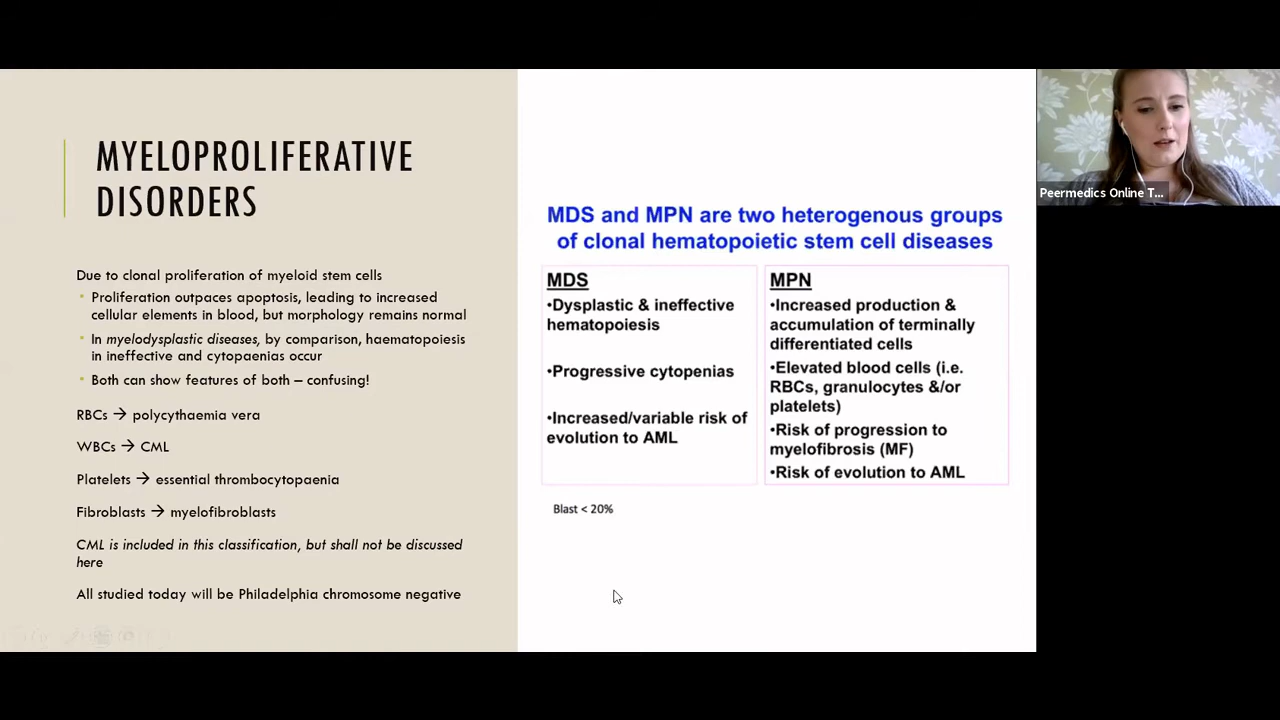 MYELOPROLIFERATIVE
DISORDERS
Due to clonal proliferation of myeloid stem cells
• Proliferation outpaces apoptosis, leading to increased
cellular elements in blood, but morphology remains normal
• In myelodysplastic diseases, by comparison, haematopoiesis
in ineffective and cytopaenias occur
• Both can show features of both – confusing!
RBCs → polycythaemia vera
WBCs → CML
Platelets → essential thrombocytopaenia
Fibroblasts → myelofibroblasts
CML is included in this classification, but shall not be discussed
here
All studied today will be Philadelphia chromosome negative
MDS and MPN are two heterogenous groups
of clonal hematopoietic stem cell diseases
MDS
•Dysplastic & ineffective
hematopoiesis
•Progressive cytopenias
•Increased/variable risk of
evolution to AML
MPN
•Increased production &
accumulation of terminally
differentiated cells
•Elevated blood cells (i.e.
RBCs, granulocytes &/or
platelets)
•Risk of progression to
myelofibrosis (MF)
•Risk of evolution to AML
Blast < 20%
Peermedics Online T...